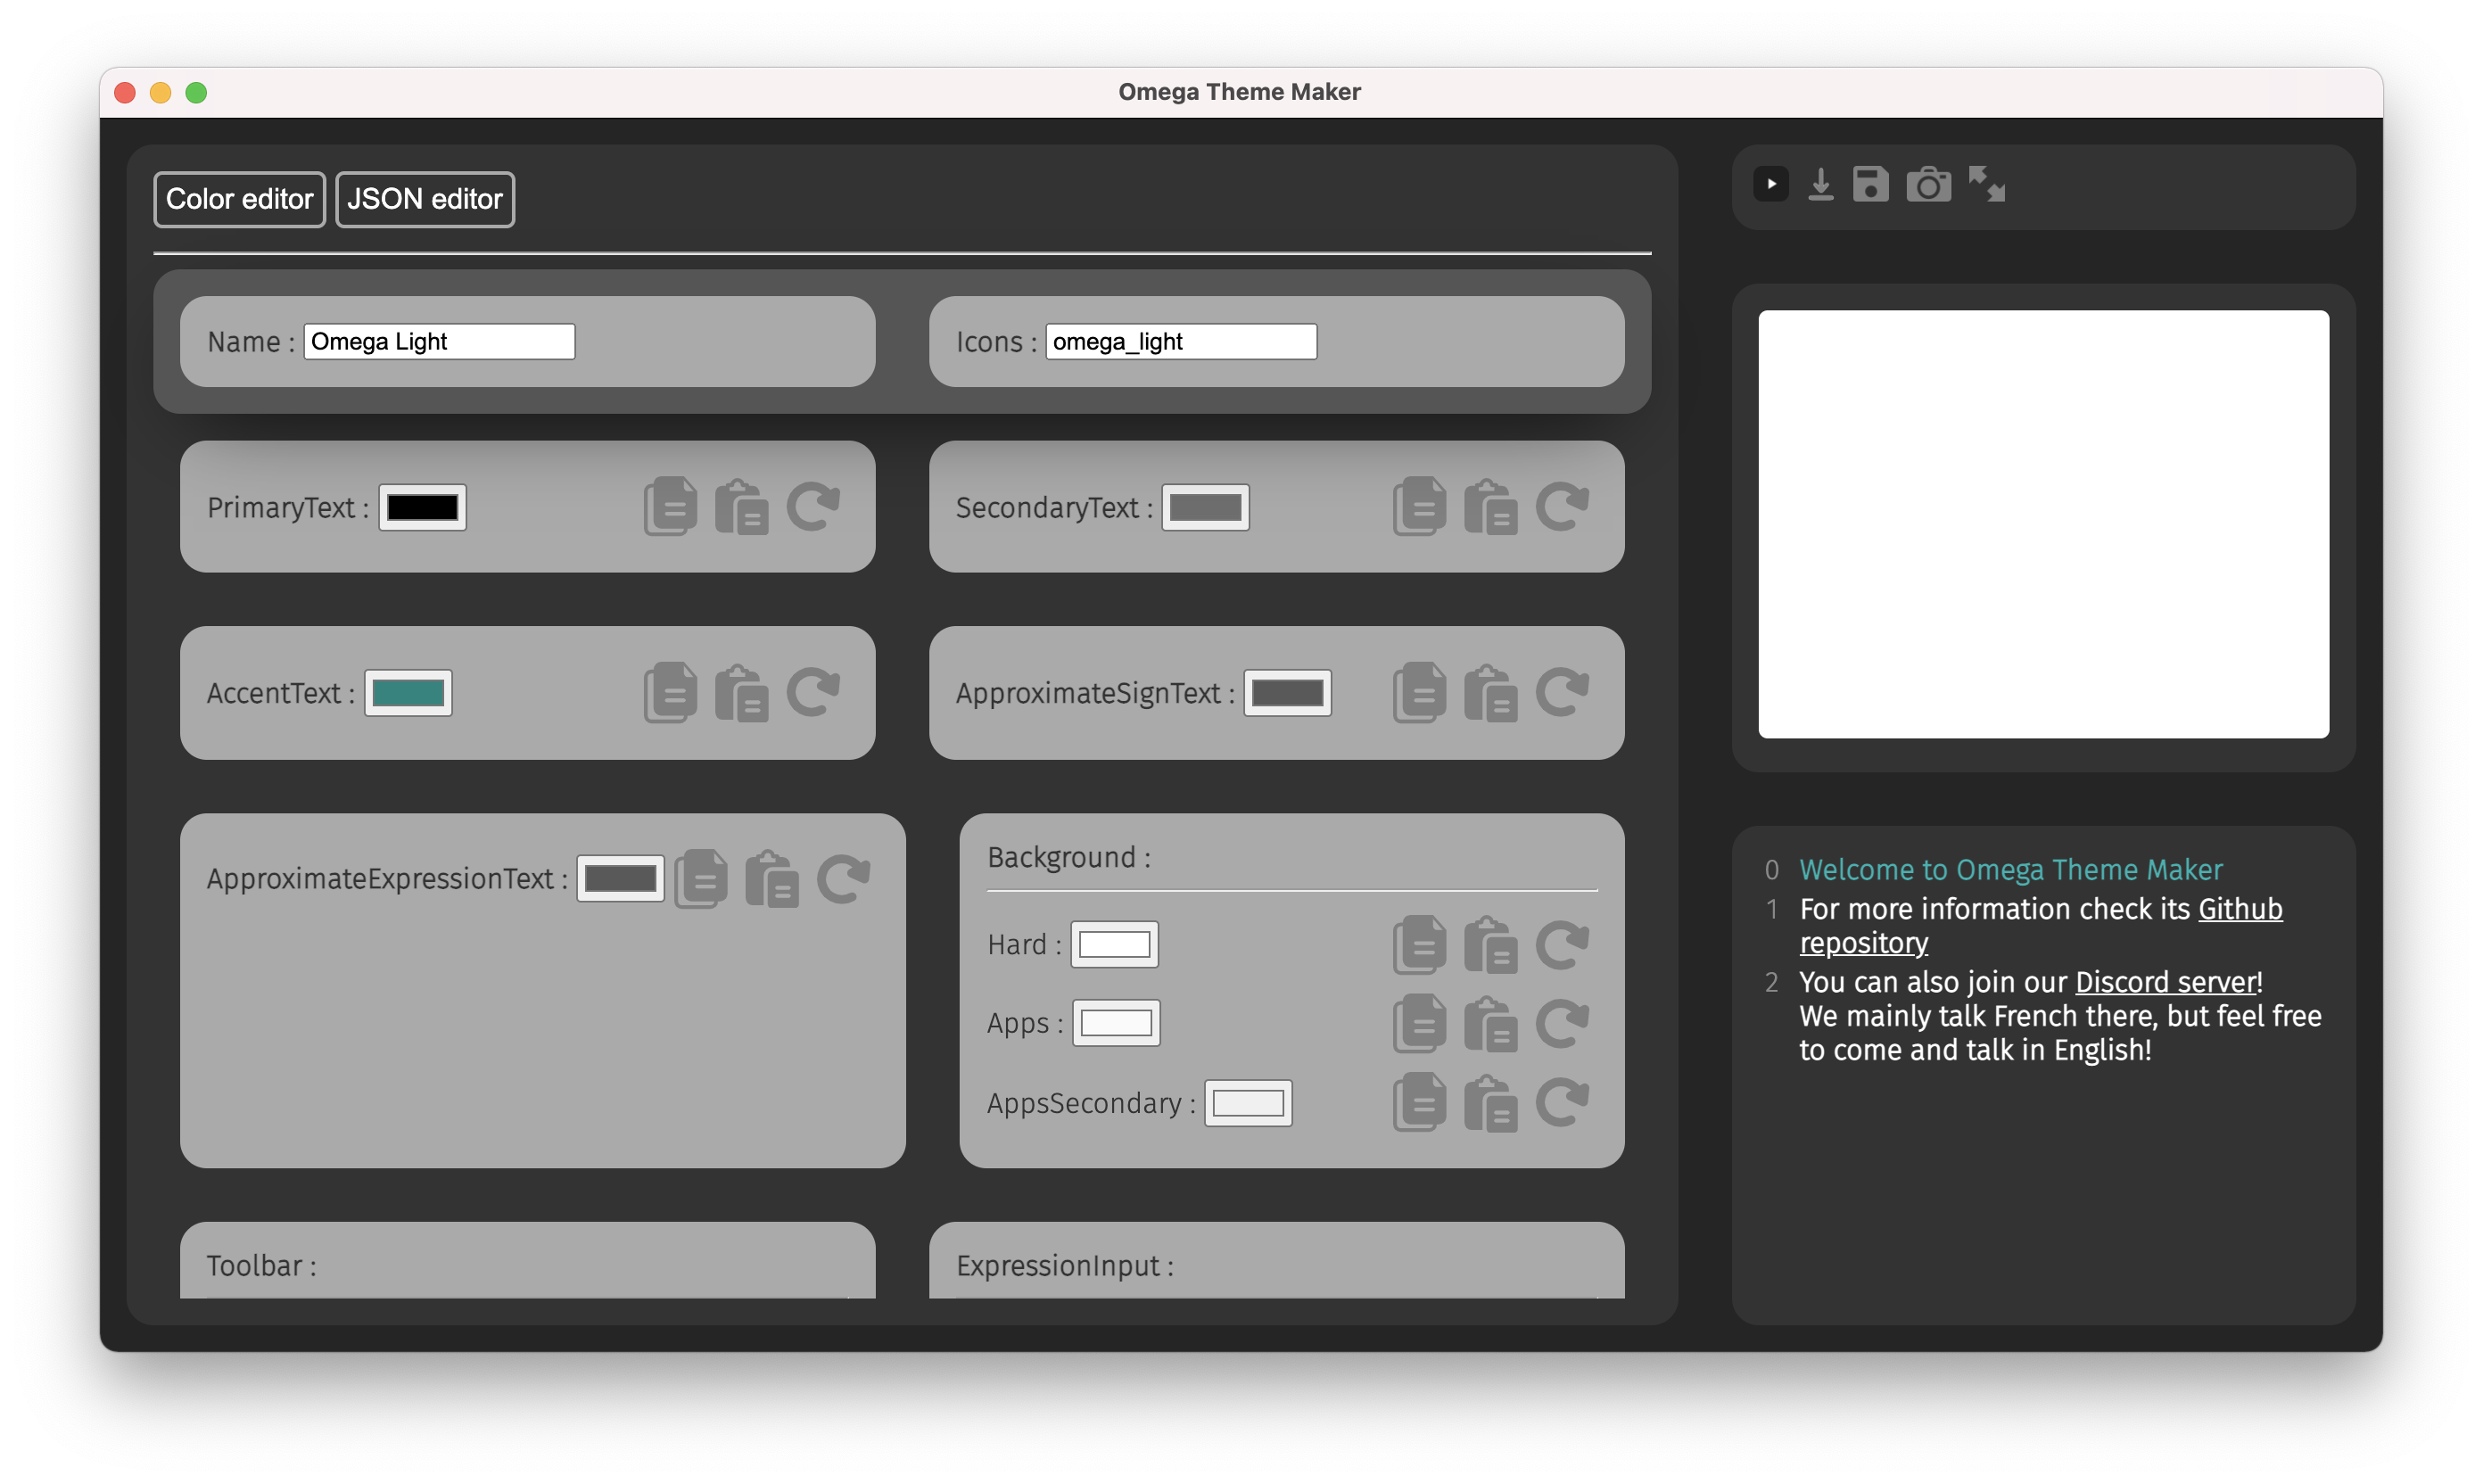 Omega Theme Maker
Color editor
JSON editor
Name : Omega Light
Icons : omega_light
PrimaryText :
SecondaryText :
AccentText :
ApproximateSignText :
ApproximateExpressionText :
Background :
Hard :
Apps :
AppsSecondary :
Toolbar :
ExpressionInput :
0 Welcome to Omega Theme Maker
1 For more information check its Github
repository
2 You can also join our Discord server!
We mainly talk French there, but feel free
to come and talk in English!